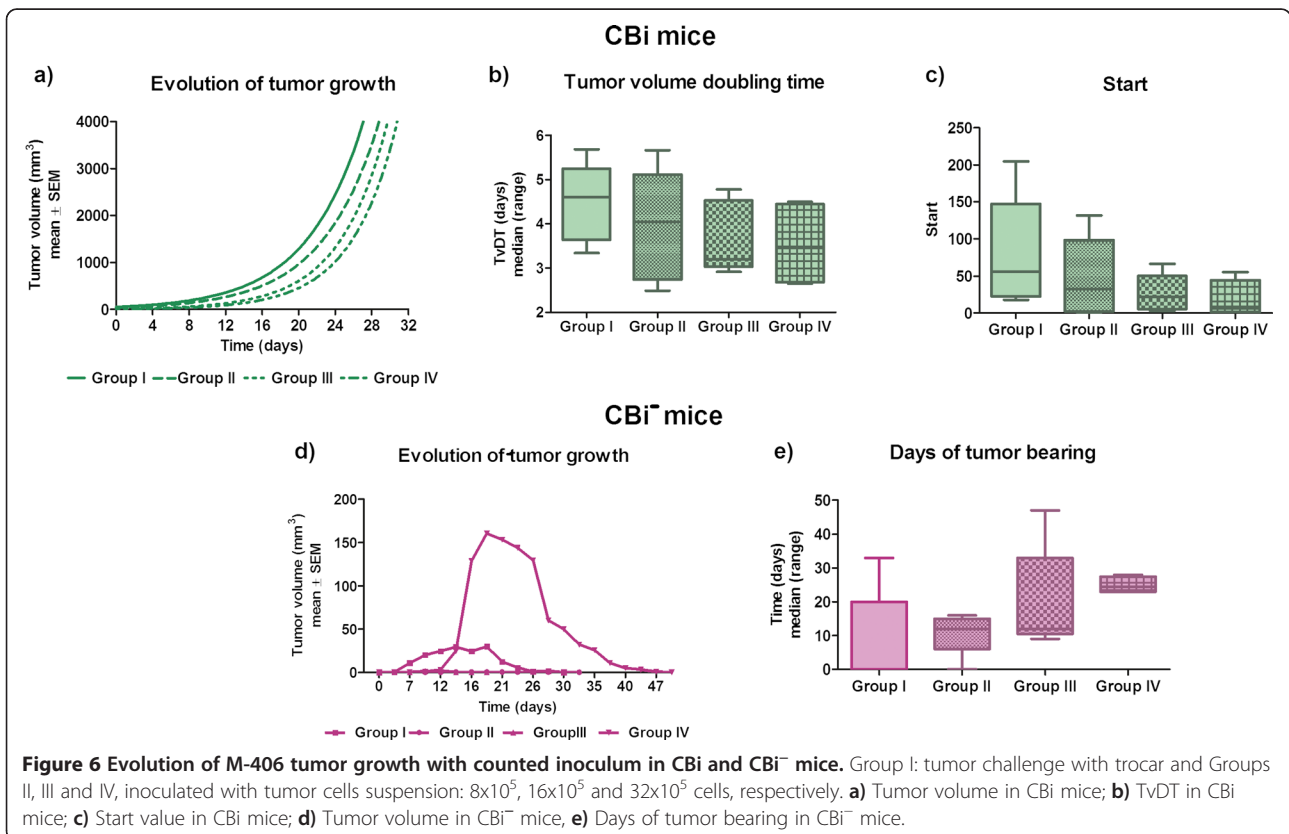 CBi mice
a)
Evolution of tumor growth
Tumor volume (mm³)
mean ± SEM
4000
3000
2000
1000
0
0 4 8 12 16 20 24 28 32
Time (days)
Group I Group II Group III Group IV
b)
Tumor volume doubling time
TvDT (days)
median (range)
6
5
4
3
2
Group I Group II Group III Group IV
c)
Start
Start
250
200
150
100
50
0
Group I Group II Group III Group IV
CBi⁻ mice
d)
Evolution of tumor growth
Tumor volume (mm³)
mean ± SEM
200
150
100
50
0
0 7 12 16 21 26 30 35 40 47
Time (days)
Group I Group II GroupIII Group IV
e)
Days of tumor bearing
Time (days)
median (range)
50
40
30
20
10
0
Group I Group II Group III Group IV
Figure 6 Evolution of M-406 tumor growth with counted inoculum in CBi and CBi⁻ mice. Group I: tumor challenge with trocar and Groups
II, III and IV, inoculated with tumor cells suspension: 8x10⁵, 16x10⁵ and 32x10⁵ cells, respectively. a) Tumor volume in CBi mice; b) TvDT in CBi
mice; c) Start value in CBi mice; d) Tumor volume in CBi⁻ mice, e) Days of tumor bearing in CBi⁻ mice.